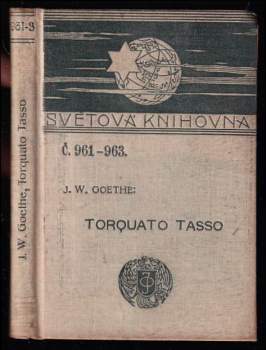 961-3
J. W. Goethe, Torquato Tasso
SVĚTOVÁ KNIHOVNA
Č. 961-963.
J. W. GOETHE:
TORQUATO TASSO